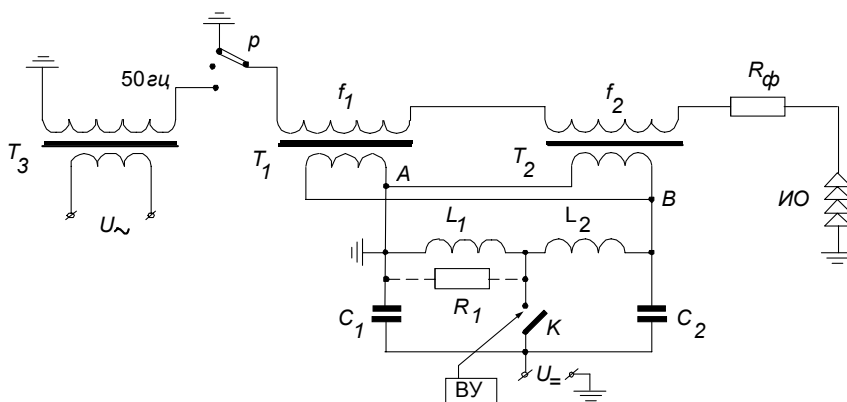 p
50гц
f₁
f₂
Rф
T₃
T₁
A
T₂
B
ИО
U~
L₁
L₂
C₁
R₁
K
C₂
U=
ВУ